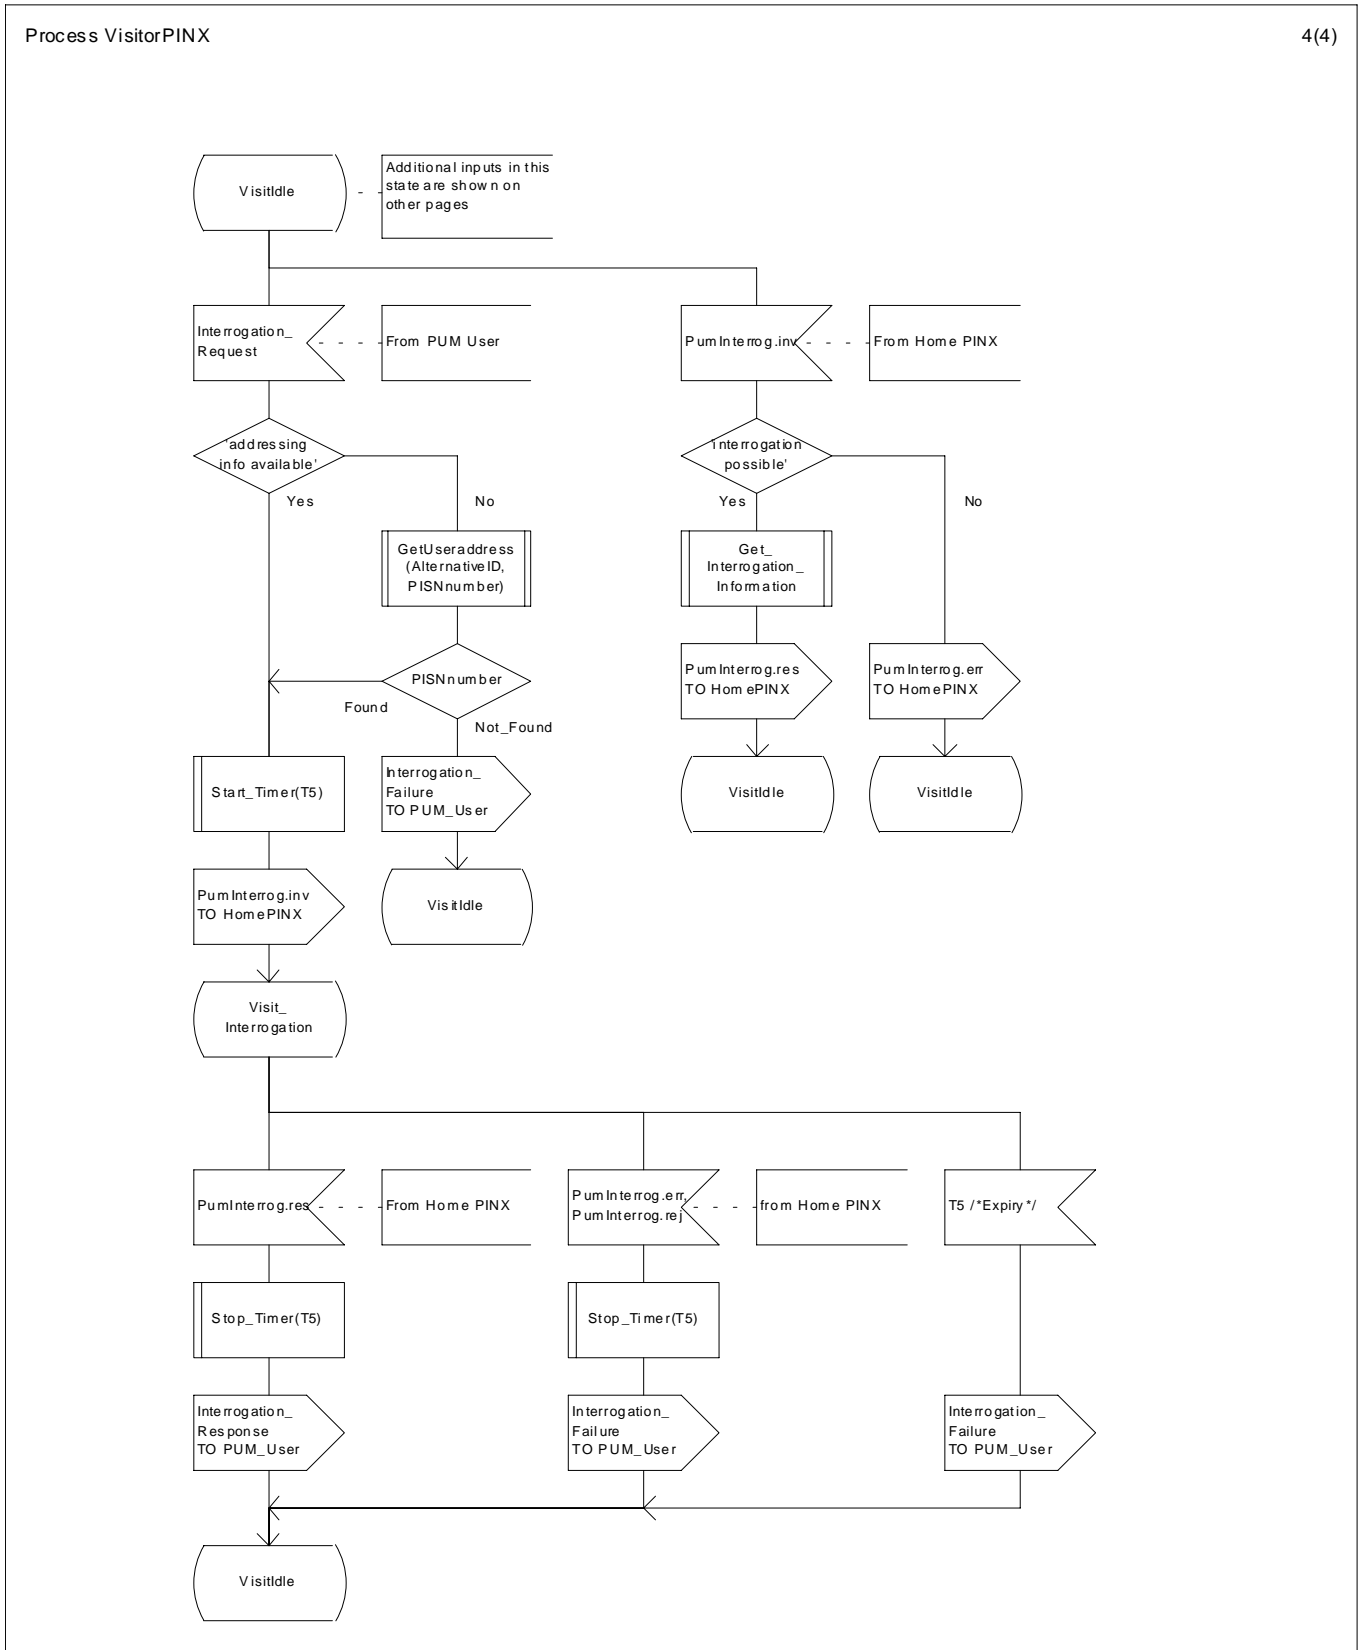 Process VisitorPINX
4(4)
VisitIdle
Additional inputs in this
state are shown on
other pages
Interrogation_
Request
From PUM User
PumInterrog.inv
From Home PINX
'addressing
info available'
'interrogation
possible'
Yes
No
Yes
No
GetUseraddress
(AlternativeID,
PISNnumber)
Get_
Interrogation_
Information
PISNnumber
Found
Not_Found
PumInterrog.res
TO HomePINX
PumInterrog.err
TO HomePINX
Start_Timer(T5)
Interrogation_
Failure
TO PUM_User
VisitIdle
VisitIdle
PumInterrog.inv
TO HomePINX
VisitIdle
Visit_
Interrogation
PumInterrog.res
From Home PINX
PumInterrog.err,
PumInterrog.rej
from Home PINX
T5 /*Expiry*/
Stop_Timer(T5)
Stop_Timer(T5)
Interrogation_
Response
TO PUM_User
Interrogation_
Failure
TO PUM_User
Interrogation_
Failure
TO PUM_User
VisitIdle